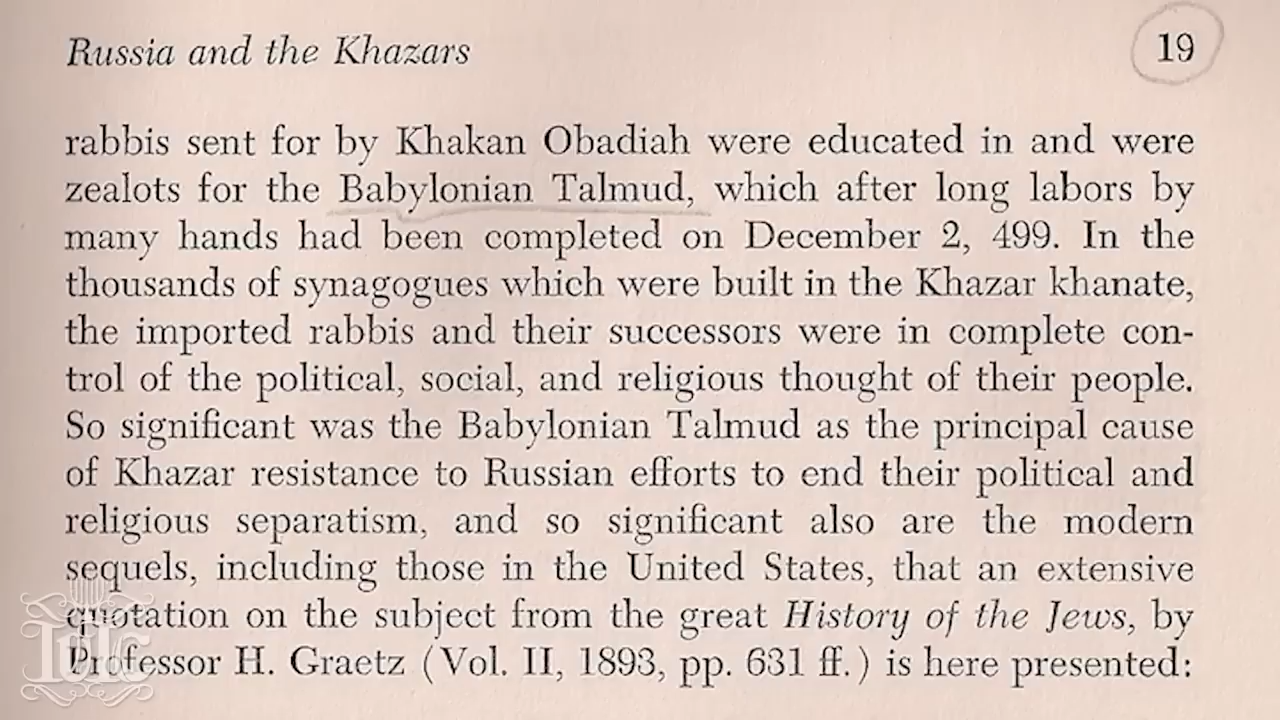 Russia and the Khazars 19
rabbis sent for by Khakan Obadiah were educated in and were
zealots for the Babylonian Talmud, which after long labors by
many hands had been completed on December 2, 499. In the
thousands of synagogues which were built in the Khazar khanate,
the imported rabbis and their successors were in complete con-
trol of the political, social, and religious thought of their people.
So significant was the Babylonian Talmud as the principal cause
of Khazar resistance to Russian efforts to end their political and
religious separatism, and so significant also are the modern
sequels, including those in the United States, that an extensive
quotation on the subject from the great History of the Jews, by
Professor H. Graetz (Vol. II, 1893, pp. 631 ff.) is here presented: